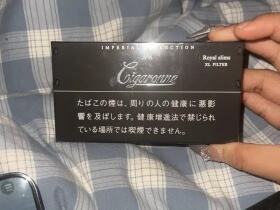 IMPERIAL COLLECTION
Cigaronne
Royal slims
XL FILTER
たばこの煙は、周りの人の健康に悪影
響を及ぼします。健康増進法で禁じられ
ている場所では喫煙できません。